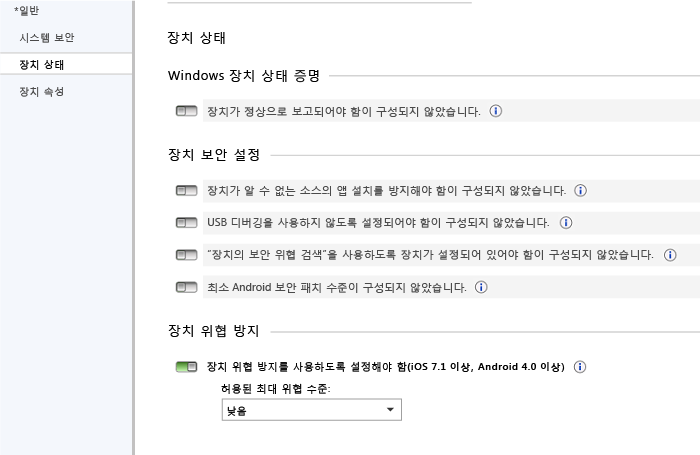 *일반
시스템 보안
장치 상태
장치 속성
장치 상태
Windows 장치 상태 증명
장치가 정상으로 보고되어야 함이 구성되지 않았습니다.
장치 보안 설정
장치가 알 수 없는 소스의 앱 설치를 방지해야 함이 구성되지 않았습니다.
USB 디버깅을 사용하지 않도록 설정되어야 함이 구성되지 않았습니다.
"장치의 보안 위협 검색"을 사용하도록 장치가 설정되어 있어야 함이 구성되지 않았습니다.
최소 Android 보안 패치 수준이 구성되지 않았습니다.
장치 위협 방지
장치 위협 방지를 사용하도록 설정해야 함(iOS 7.1 이상, Android 4.0 이상)
허용된 최대 위협 수준:
낮음